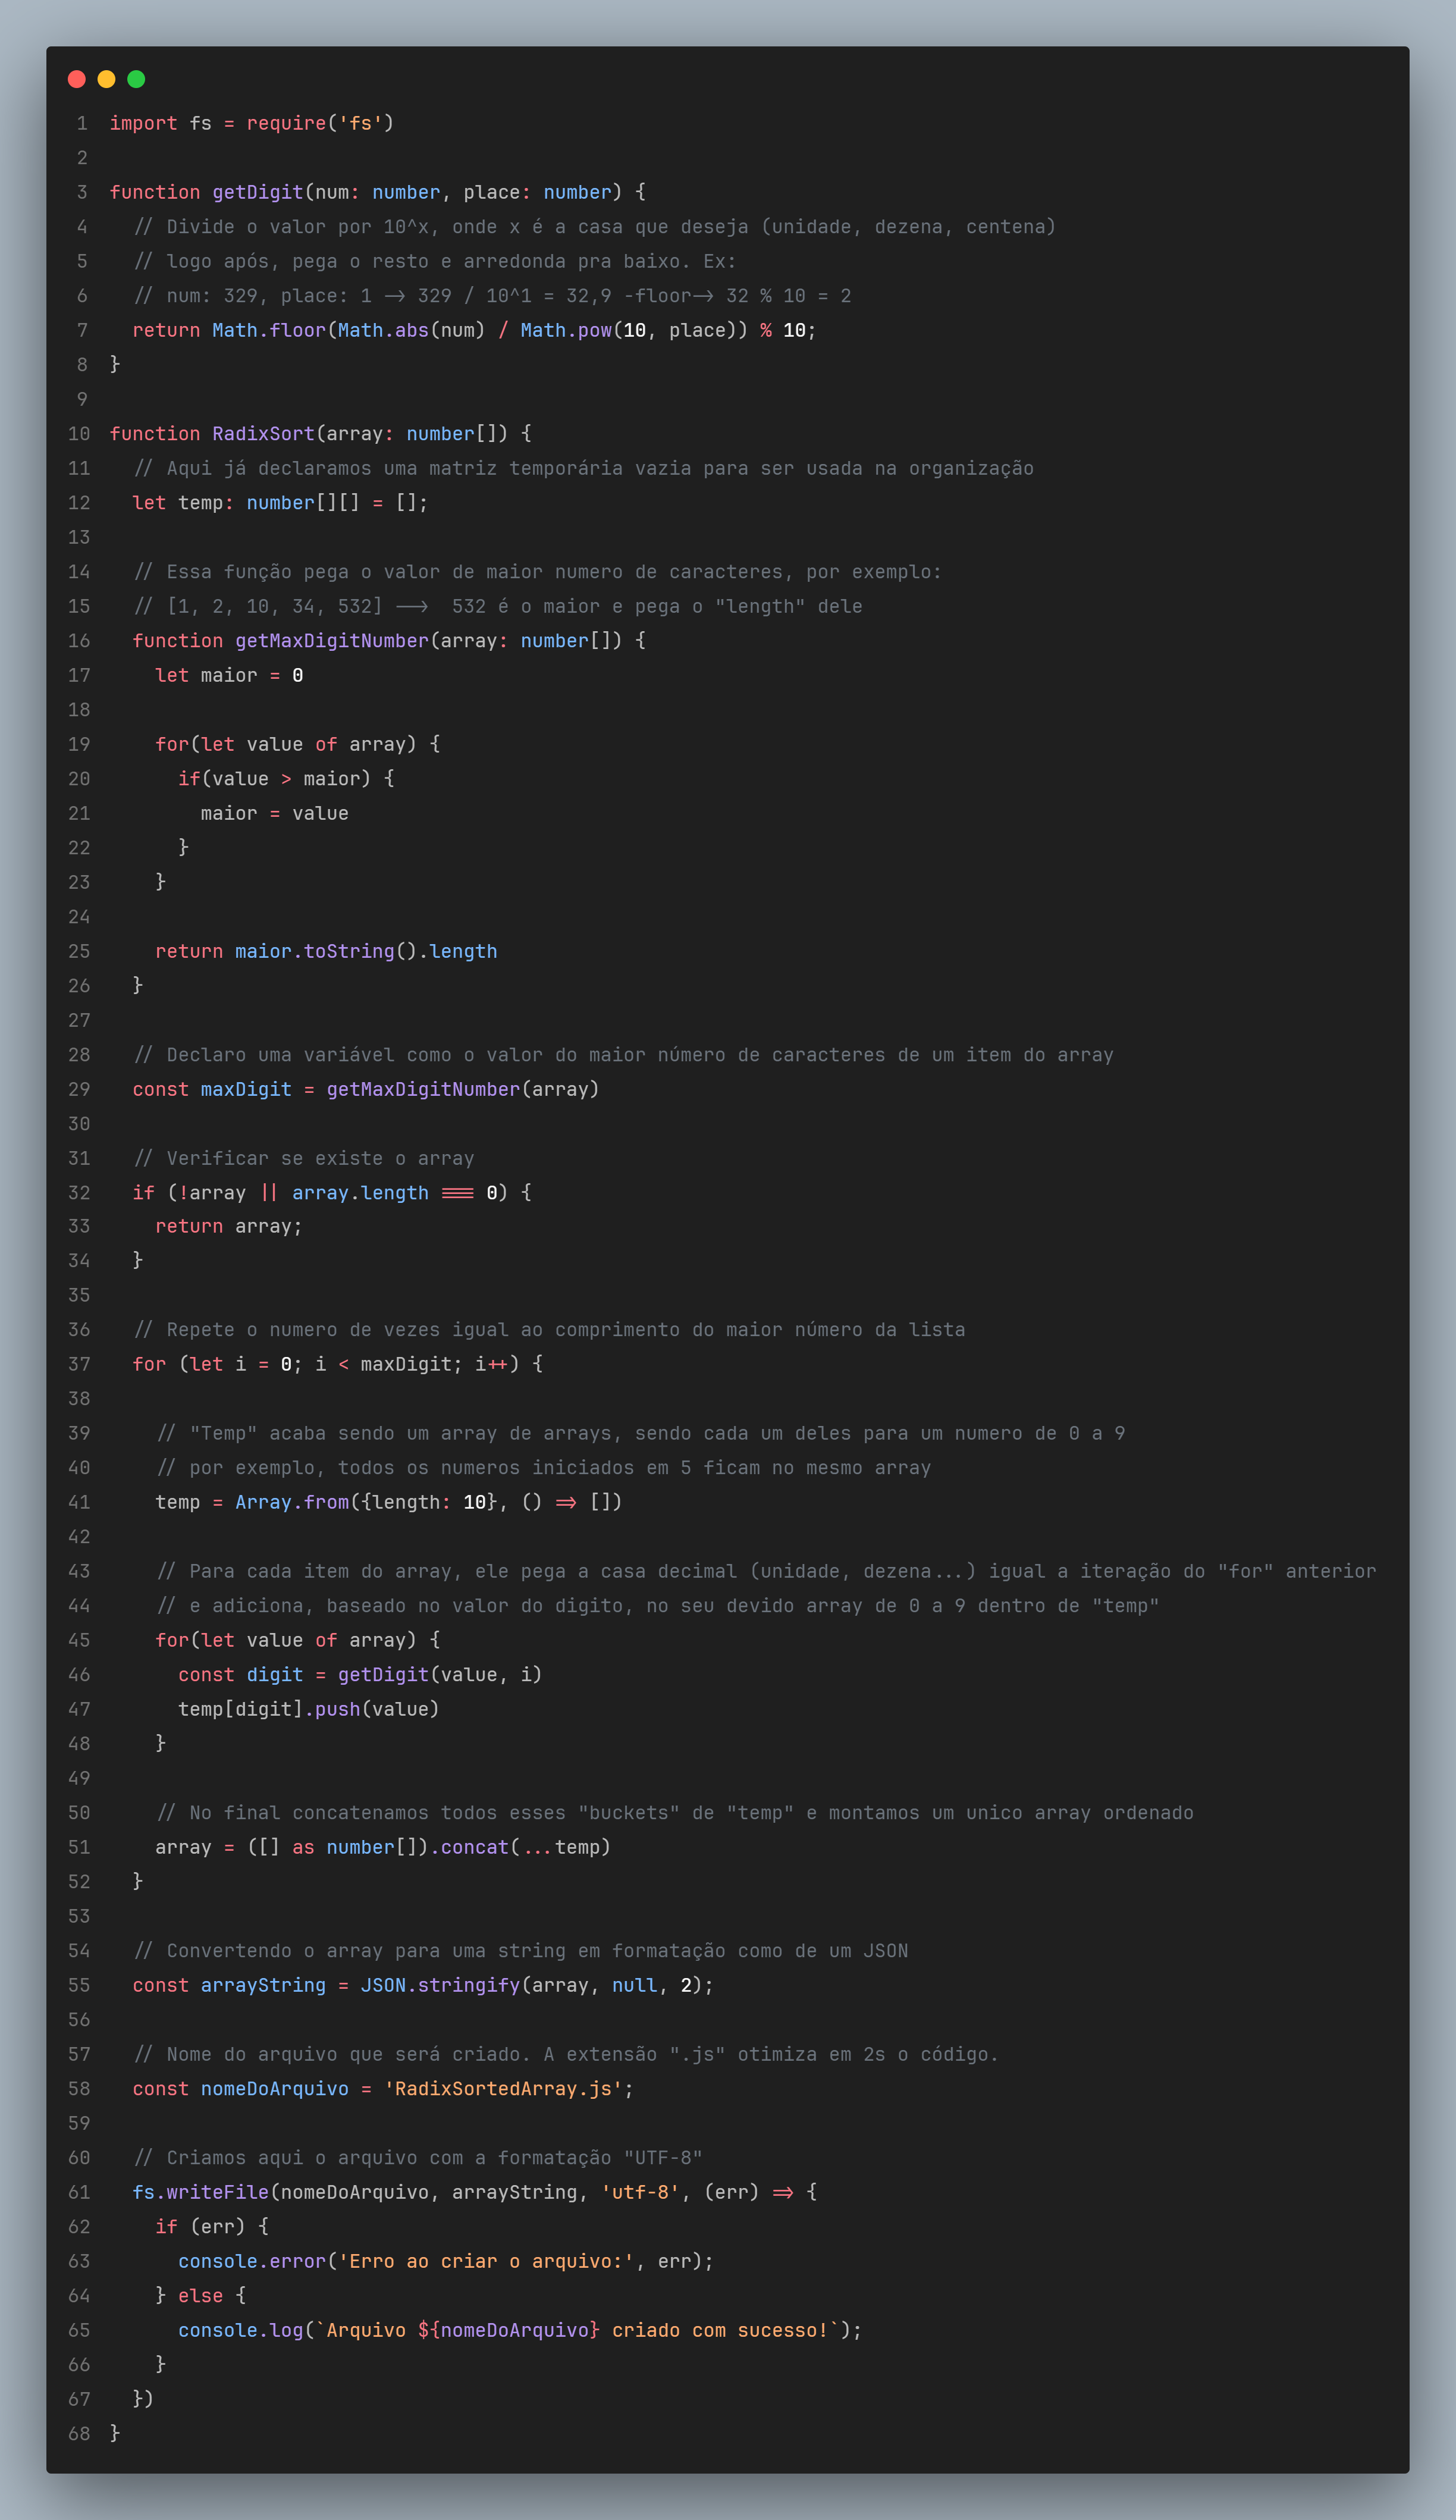 1 import fs = require('fs')
2
3 function getDigit(num: number, place: number) {
4   // Divide o valor por 10^x, onde x é a casa que deseja (unidade, dezena, centena)
5   // logo após, pega o resto e arredonda pra baixo. Ex:
6   // num: 329, place: 1 -> 329 / 10^1 = 32,9 -floor-> 32 % 10 = 2
7   return Math.floor(Math.abs(num) / Math.pow(10, place)) % 10;
8 }
9
10 function RadixSort(array: number[]) {
11   // Aqui já declaramos uma matriz temporária vazia para ser usada na organização
12   let temp: number[][] = [];
13
14   // Essa função pega o valor de maior numero de caracteres, por exemplo:
15   // [1, 2, 10, 34, 532] -->  532 é o maior e pega o "length" dele
16   function getMaxDigitNumber(array: number[]) {
17     let maior = 0
18
19     for(let value of array) {
20       if(value > maior) {
21         maior = value
22       }
23     }
24
25     return maior.toString().length
26   }
27
28   // Declaro uma variável como o valor do maior número de caracteres de um item do array
29   const maxDigit = getMaxDigitNumber(array)
30
31   // Verificar se existe o array
32   if (!array || array.length === 0) {
33     return array;
34   }
35
36   // Repete o numero de vezes igual ao comprimento do maior número da lista
37   for (let i = 0; i < maxDigit; i++) {
38
39     // "Temp" acaba sendo um array de arrays, sendo cada um deles para um numero de 0 a 9
40     // por exemplo, todos os numeros iniciados em 5 ficam no mesmo array
41     temp = Array.from({length: 10}, () => [])
42
43     // Para cada item do array, ele pega a casa decimal (unidade, dezena...) igual a iteração do "for" anterior
44     // e adiciona, baseado no valor do digito, no seu devido array de 0 a 9 dentro de "temp"
45     for(let value of array) {
46       const digit = getDigit(value, i)
47       temp[digit].push(value)
48     }
49
50     // No final concatenamos todos esses "buckets" de "temp" e montamos um unico array ordenado
51     array = ([] as number[]).concat(...temp)
52   }
53
54   // Convertendo o array para uma string em formatação como de um JSON
55   const arrayString = JSON.stringify(array, null, 2);
56
57   // Nome do arquivo que será criado. A extensão ".js" otimiza em 2s o código.
58   const nomeDoArquivo = 'RadixSortedArray.js';
59
60   // Criamos aqui o arquivo com a formatação "UTF-8"
61   fs.writeFile(nomeDoArquivo, arrayString, 'utf-8', (err) => {
62     if (err) {
63       console.error('Erro ao criar o arquivo:', err);
64     } else {
65       console.log(`Arquivo ${nomeDoArquivo} criado com sucesso!`);
66     }
67   })
68 }